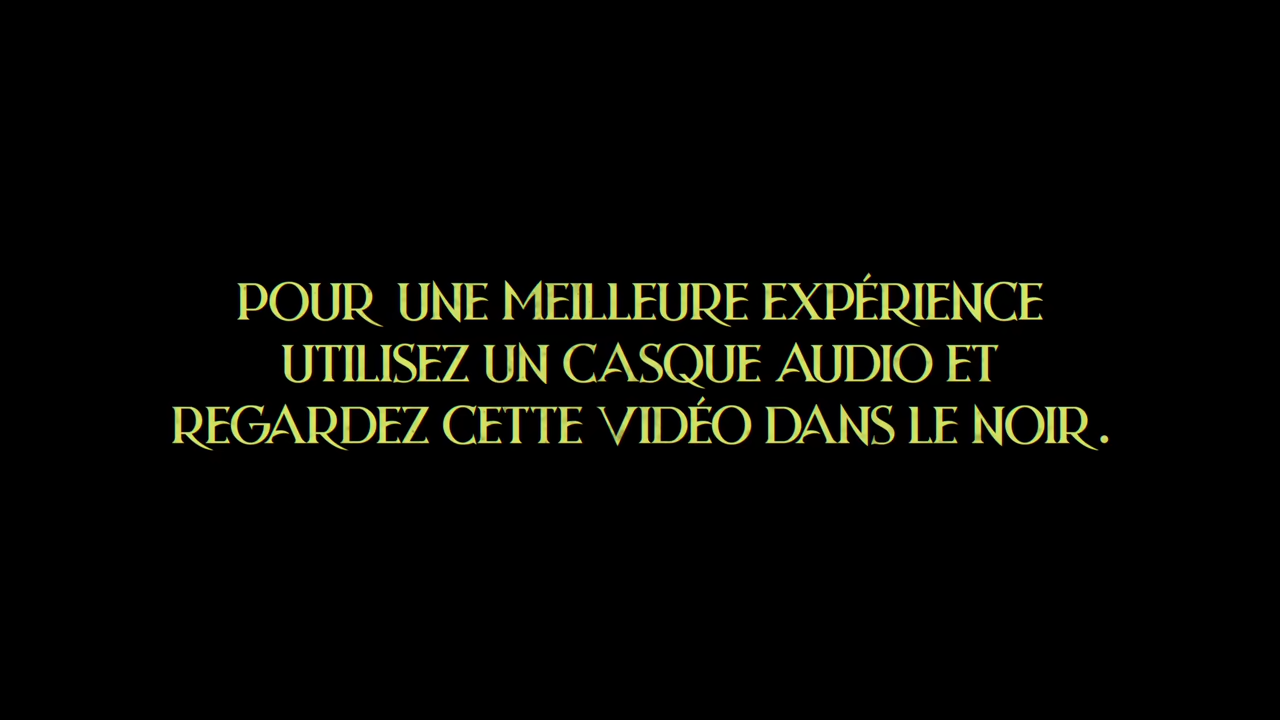 POUR UNE MEILLEURE EXPÉRIENCE
UTILISEZ UN CASQUE AUDIO ET
REGARDEZ CETTE VIDÉO DANS LE NOIR.